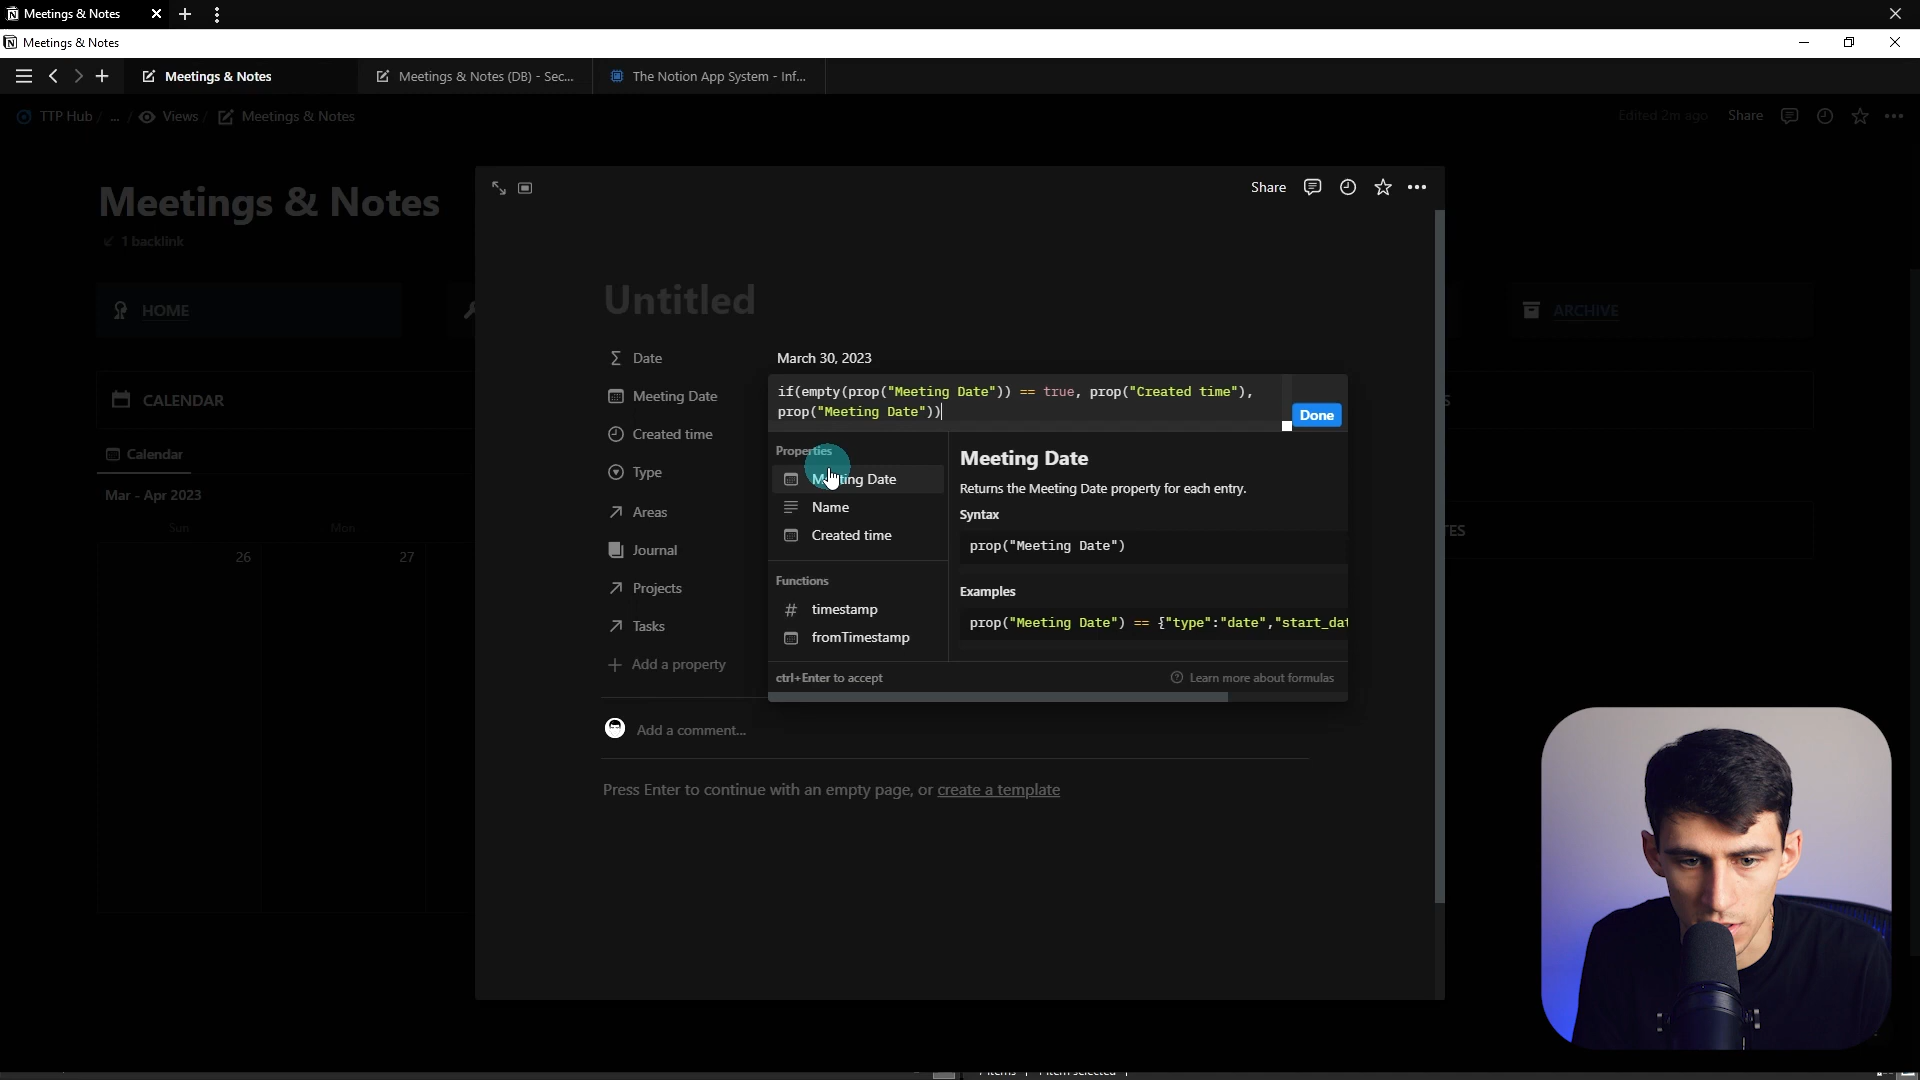 Meetings & Notes
Meetings & Notes
Meetings & Notes
Meetings & Notes (DB) - Sec...
The Notion App System - Inf...
TTP Hub / ... / Views / Meetings & Notes
Edited 2m ago
Share
Meetings & Notes
1 backlink
HOME
ARCHIVE
CALENDAR
Calendar
Mar - Apr 2023
Sun
Mon
26
27
Share
Untitled
Date
March 30, 2023
Meeting Date
Created time
Type
Areas
Journal
Projects
Tasks
Add a property
if(empty(prop("Meeting Date")) == true, prop("Created time"),
prop("Meeting Date"))
Done
Properties
Meeting Date
Name
Created time
Functions
timestamp
fromTimestamp
Meeting Date
Returns the Meeting Date property for each entry.
Syntax
prop("Meeting Date")
Examples
prop("Meeting Date") == {"type":"date","start_dat
ctrl+Enter to accept
Learn more about formulas
Add a comment...
Press Enter to continue with an empty page, or create a template